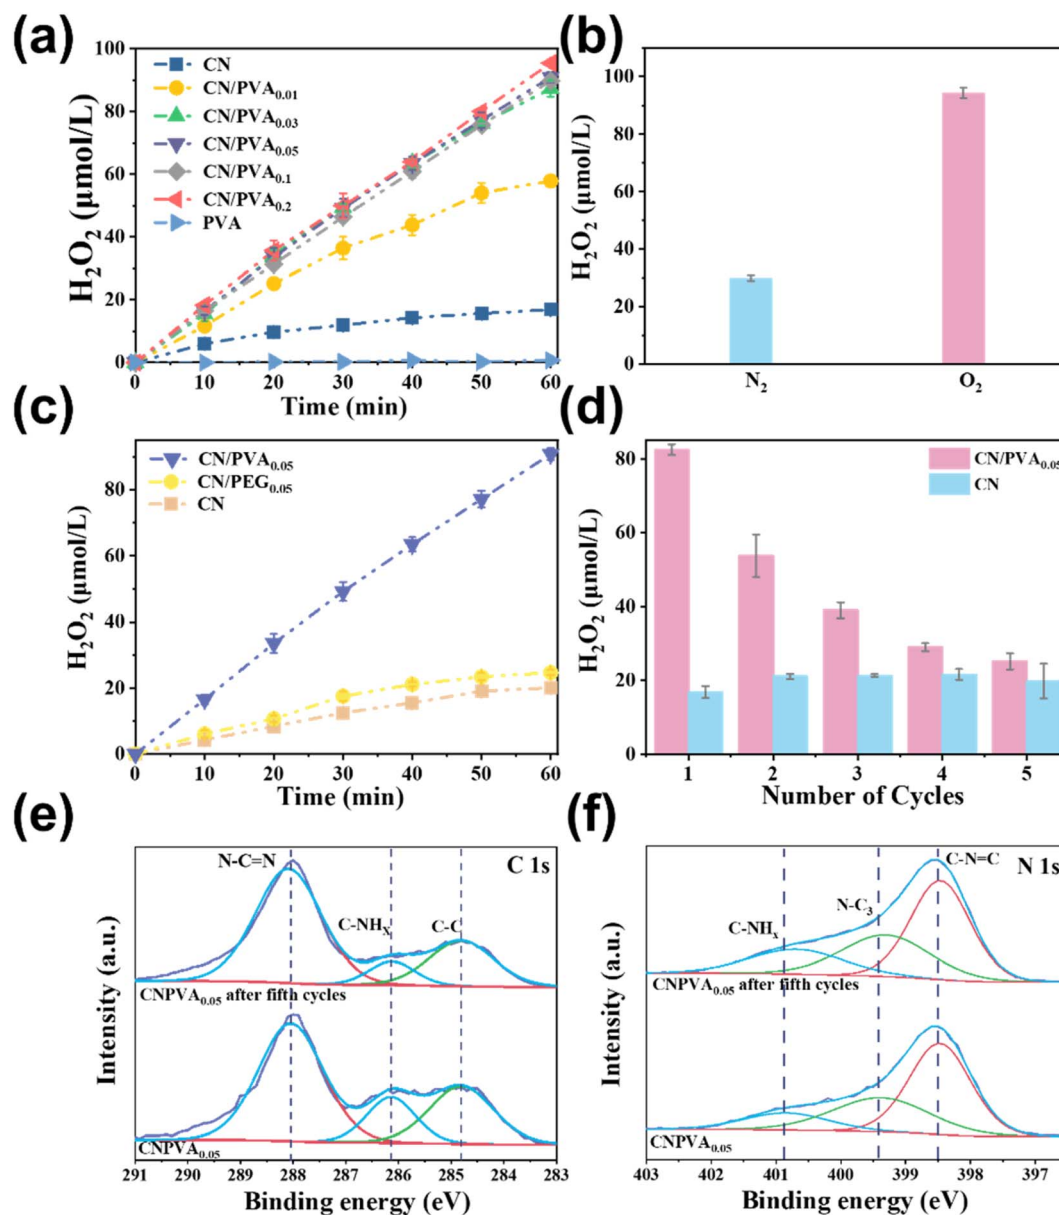 (a)
H₂O₂ (μmol/L)
100
80
60
40
20
0
CN
CN/PVA₀.₀₁
CN/PVA₀.₀₃
CN/PVA₀.₀₅
CN/PVA₀.₁
CN/PVA₀.₂
PVA
0 10 20 30 40 50 60
Time (min)
(b)
H₂O₂ (μmol/L)
100
80
60
40
20
0
N₂ O₂
(c)
H₂O₂ (μmol/L)
80
60
40
20
0
CN/PVA₀.₀₅
CN/PEG₀.₀₅
CN
0 10 20 30 40 50 60
Time (min)
(d)
H₂O₂ (μmol/L)
80
60
40
20
0
CN/PVA₀.₀₅
CN
1 2 3 4 5
Number of Cycles
(e)
Intensity (a.u.)
C 1s
N-C=N
C-NHₓ
C-C
CNPVA₀.₀₅ after fifth cycles
CNPVA₀.₀₅
291 290 289 288 287 286 285 284 283
Binding energy (eV)
(f)
Intensity (a.u.)
N 1s
C-N=C
N-C₃
C-NHₓ
CNPVA₀.₀₅ after fifth cycles
CNPVA₀.₀₅
403 402 401 400 399 398 397
Binding energy (eV)